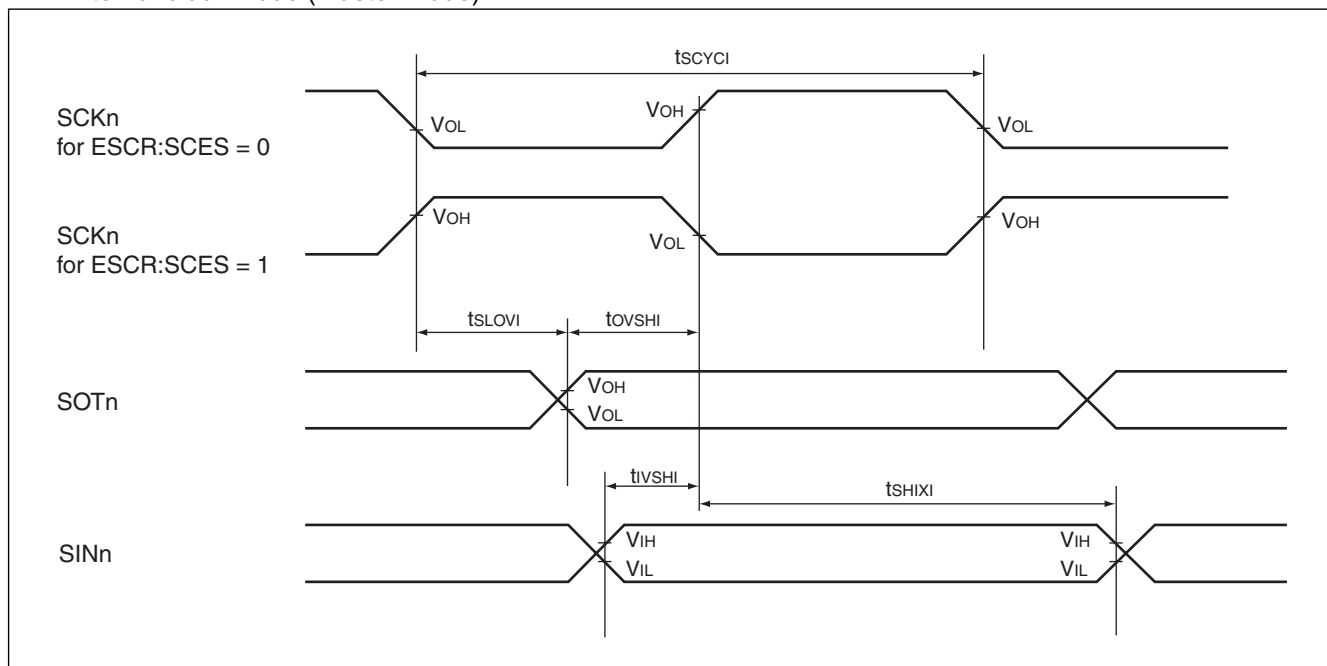 tSCYCI
SCKn
for ESCR:SCES = 0
VOL
VOH
VOL
SCKn
for ESCR:SCES = 1
VOH
VOL
VOH
tSLOVI
tOVSHI
SOTn
VOH
VOL
tIVSHI
tSHIXI
SINn
VIH
VIL
VIH
VIL